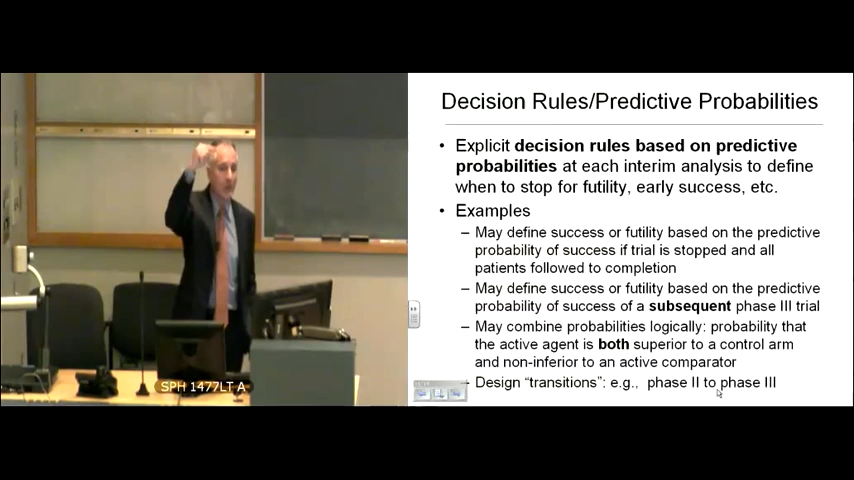 Decision Rules/Predictive Probabilities
• Explicit decision rules based on predictive
probabilities at each interim analysis to define
when to stop for futility, early success, etc.
• Examples
– May define success or futility based on the predictive
probability of success if trial is stopped and all
patients followed to completion
– May define success or futility based on the predictive
probability of success of a subsequent phase III trial
– May combine probabilities logically: probability that
the active agent is both superior to a control arm
and non-inferior to an active comparator
– Design “transitions”: e.g., phase II to phase III
SPH 1477LT A